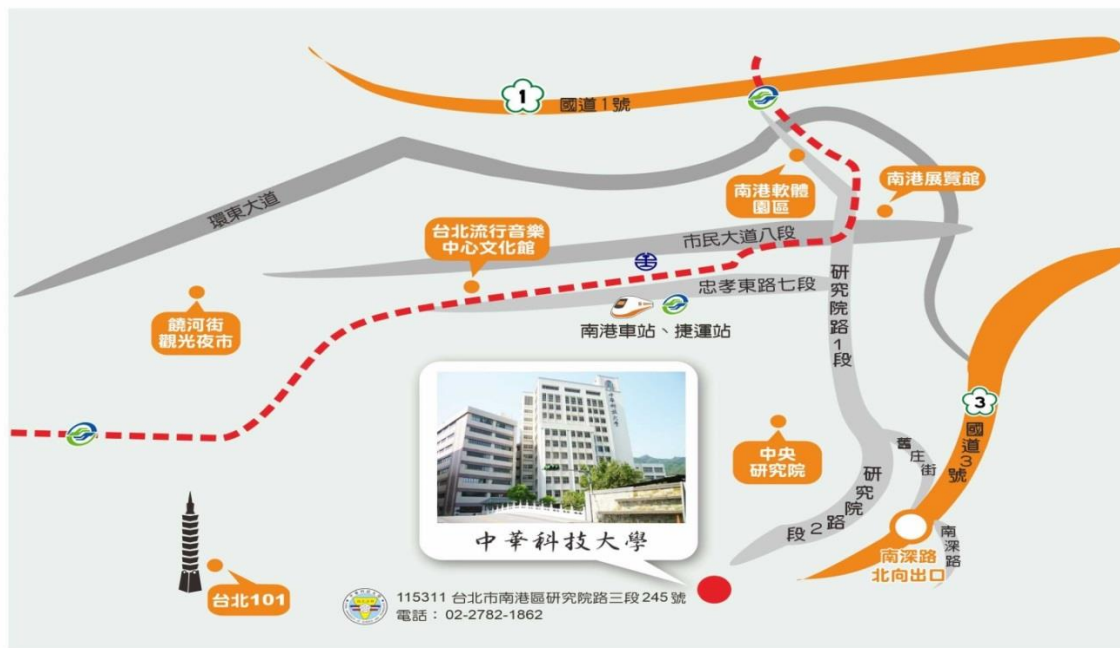 1
國道1號
環東大道
南港軟體
園區
南港展覽館
台北流行音樂
中心文化館
市民大道八段
忠孝東路七段
研究院路1段
饒河街
觀光夜市
南港車站、捷運站
3
國道3號
中華科技大學
中華科技大學
中央
研究院
舊庄街
研究院路2段
南深路
南深路
北向出口
台北101
115311 台北市南港區研究院路三段245號
電話： 02-2782-1862